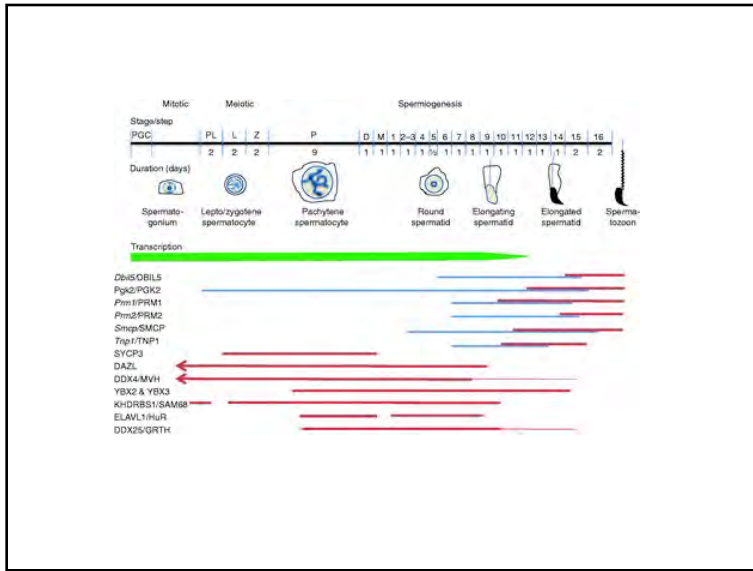 Mitotic Meiotic Spermiogenesis
Stage/step
PGC PL L Z P D M 1 2–3 4 5 6 7 8 9 10 11 12 13 14 15 16
2 2 2 9 1 1 1 1 1 ½ 1 1 1 1 1 1 1 1 1 2 2
Duration (days)
Spermato-
gonium
Lepto/zygotene
spermatocyte
Pachytene
spermatocyte
Round
spermatid
Elongating
spermatid
Elongated
spermatid
Sperma-
tozoon
Transcription
Dbil5/DBIL5
Pgk2/PGK2
Prm1/PRM1
Prm2/PRM2
Smcp/SMCP
Tnp1/TNP1
SYCP3
DAZL
DDX4/MVH
YBX2 & YBX3
KHDRBS1/SAM68
ELAVL1/HuR
DDX25/GRTH